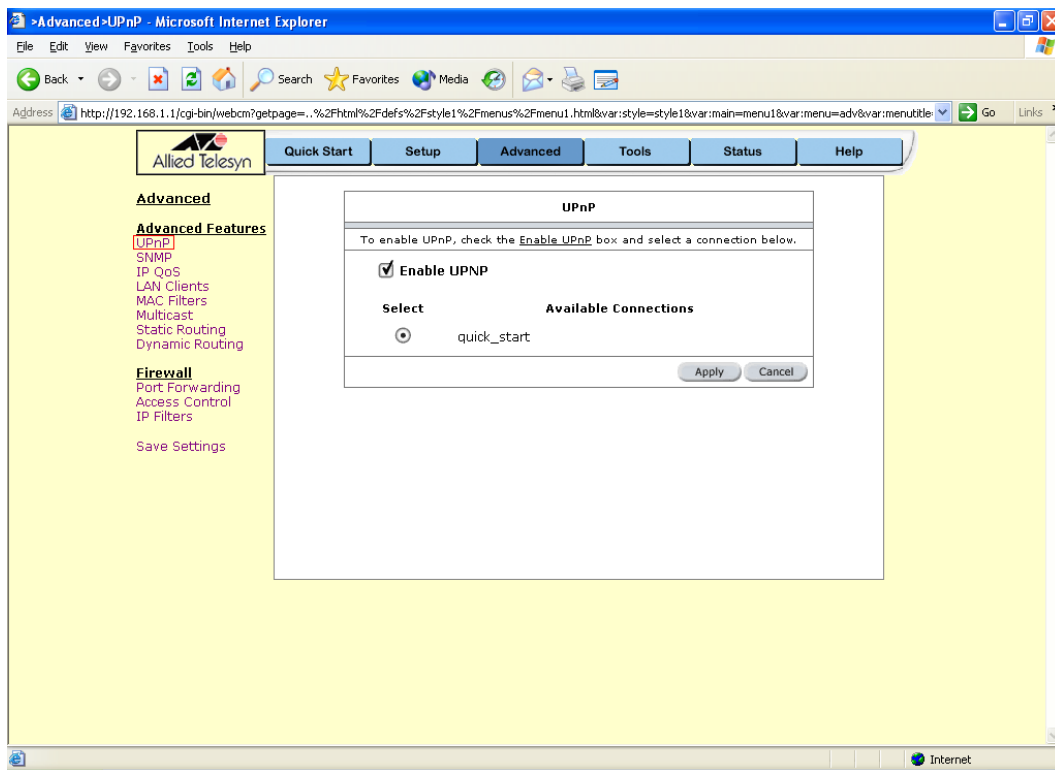 >Advanced>UPnP - Microsoft Internet Explorer
File Edit View Favorites Tools Help
Back Search Favorites Media
Address http://192.168.1.1/cgi-bin/webcm?getpage=..%2Fhtml%2Fdefs%2Fstyle1%2Fmenus%2Fmenu1.html&var:style=style1&var:main=menu1&var:menu=adv&var:menutitle Go Links
Allied Telesyn
Quick Start Setup Advanced Tools Status Help
Advanced
Advanced Features
UPnP
SNMP
IP QoS
LAN Clients
MAC Filters
Multicast
Static Routing
Dynamic Routing
Firewall
Port Forwarding
Access Control
IP Filters
Save Settings
UPnP
To enable UPnP, check the Enable UPnP box and select a connection below.
Enable UPNP
Select Available Connections
quick_start
Apply Cancel
Internet